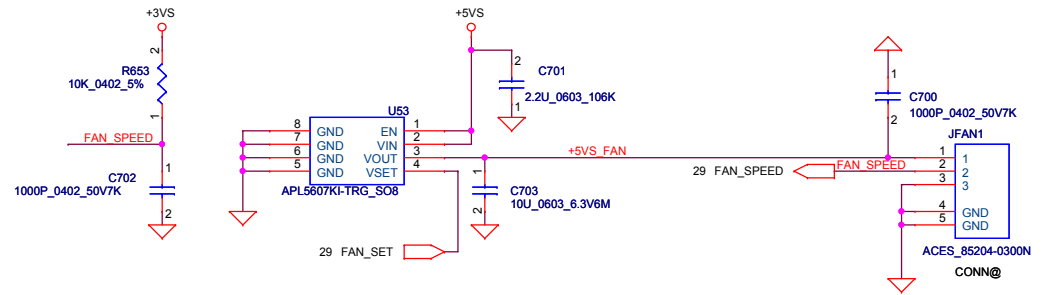 +3VS
2
R653
10K_0402_5%
1
FAN_SPEED
1
C702
1000P_0402_50V7K
2
+5VS
2
C701
2.2U_0603_106K
1
U53
8 GND EN 1
7 GND VIN 2
6 GND VOUT 3
5 GND VSET 4
APL5607KI-TRG_SO8
29 FAN_SET
1
C703
10U_0603_6.3V6M
2
+5VS_FAN
1
C700
1000P_0402_50V7K
2
JFAN1
29 FAN_SPEED
FAN_SPEED
1 1
2 2
3 3
4 GND
5 GND
ACES_85204-0300N
CONN@